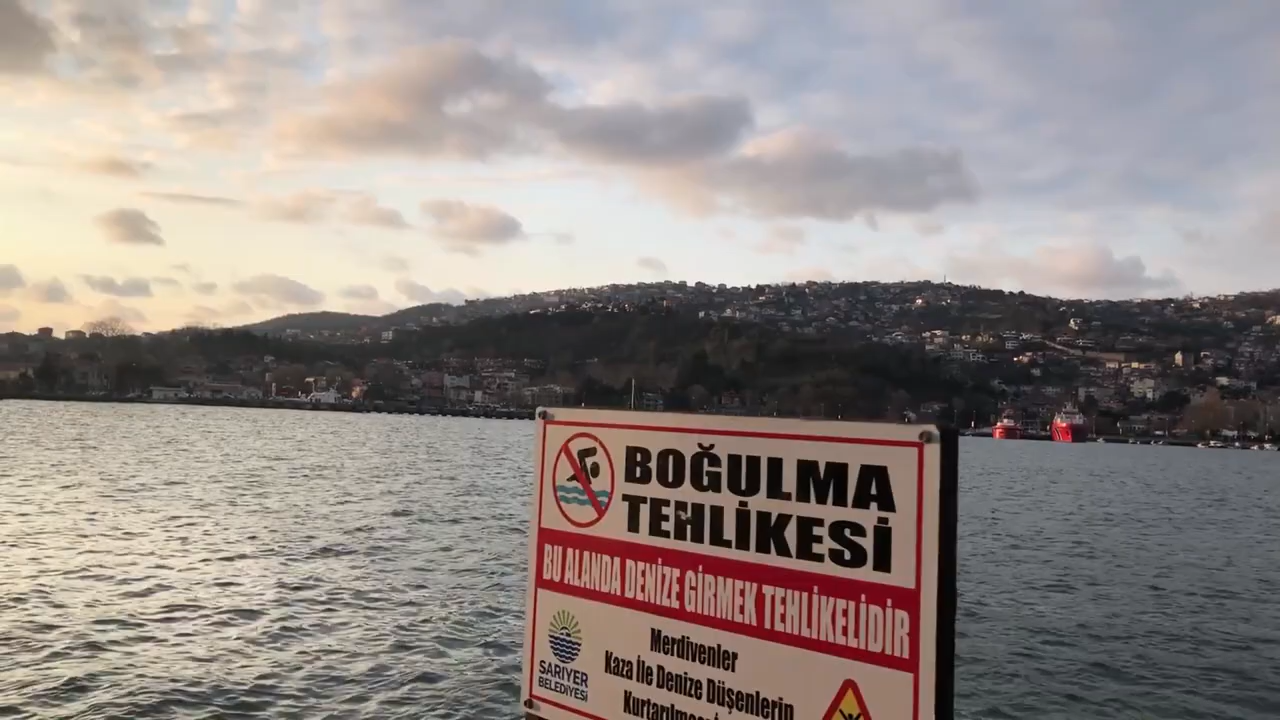 BOĞULMA
TEHLİKESİ
BU ALANDA DENİZE GİRMEK TEHLİKELİDİR
SARIYER
BELEDİYESİ
Merdivenler
Kaza İle Denize Düşenlerin